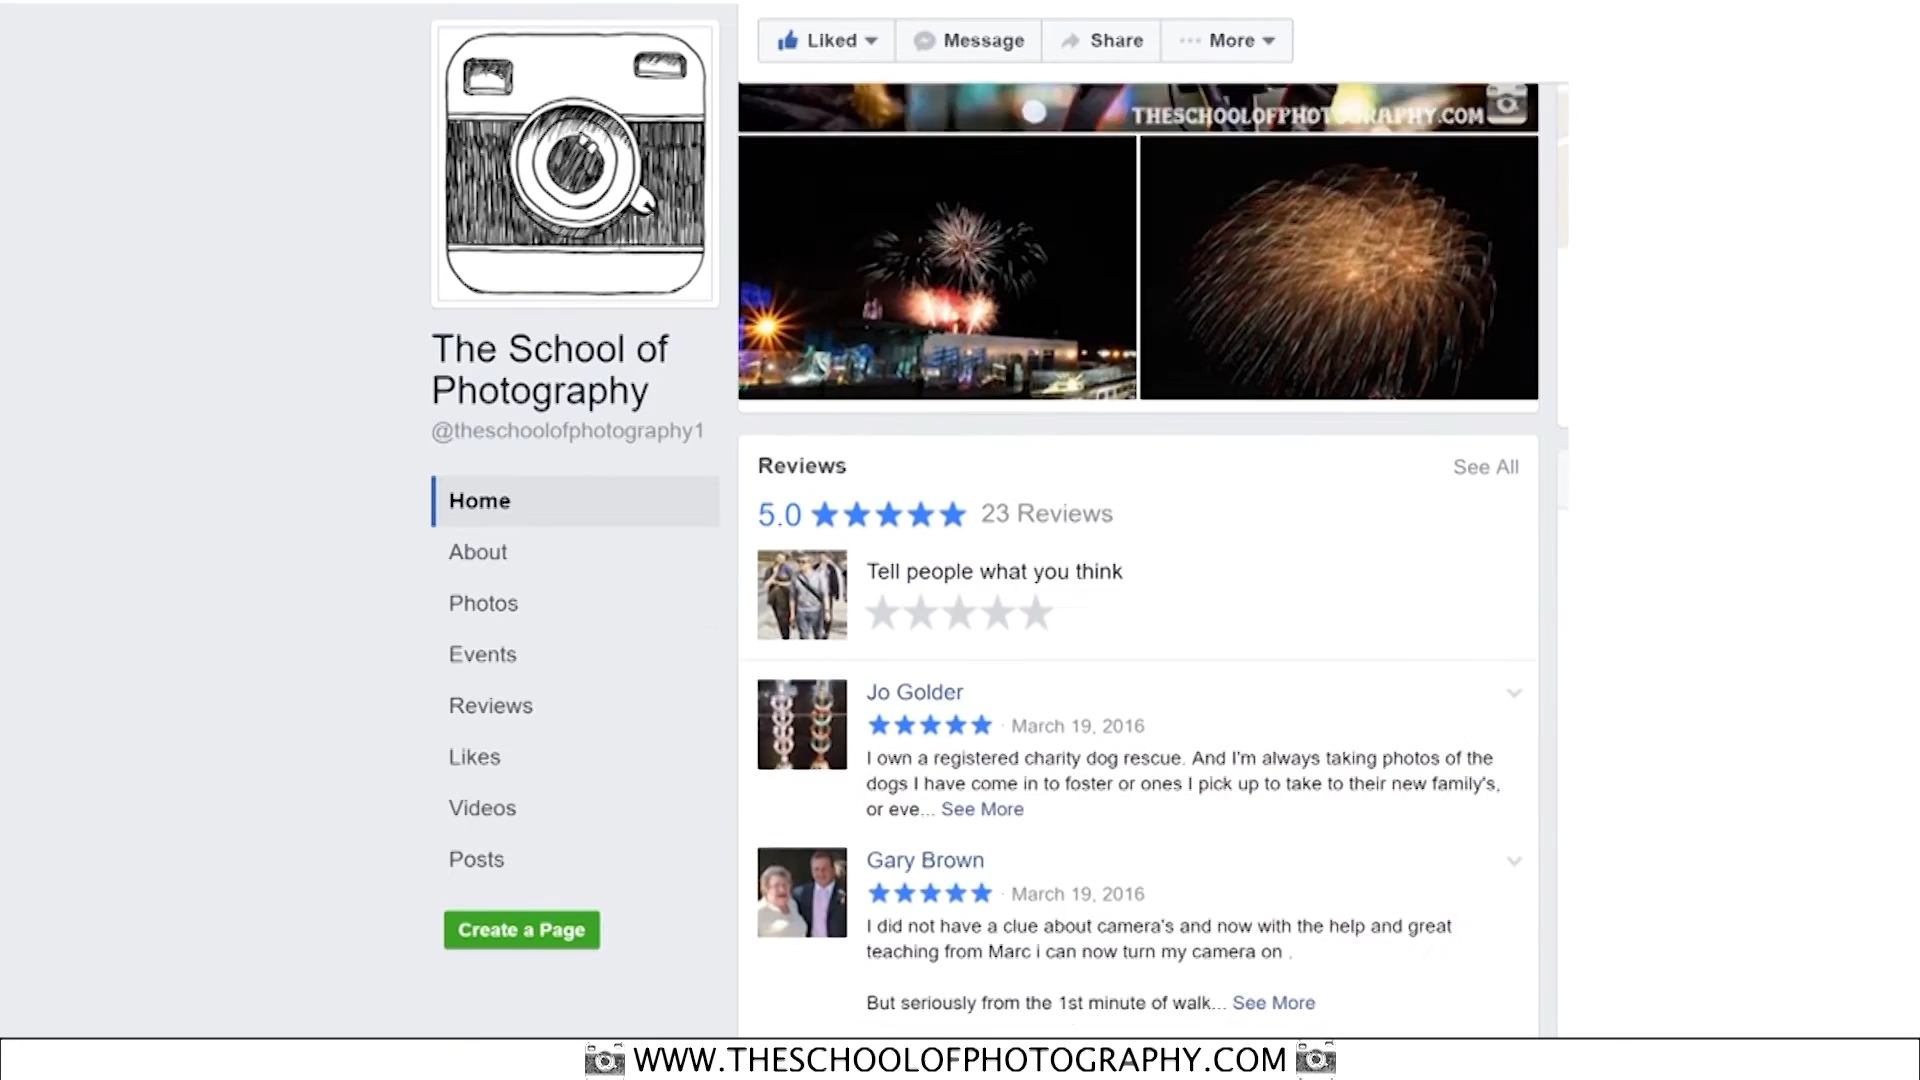 Liked
Message
Share
More
THESCHOOLOFPHOTOGRAPHY.COM
The School of
Photography
@theschoolofphotography1
Home
About
Photos
Events
Reviews
Likes
Videos
Posts
Create a Page
Reviews
See All
5.0
23 Reviews
Tell people what you think
Jo Golder
· March 19, 2016
I own a registered charity dog rescue. And I'm always taking photos of the
dogs I have come in to foster or ones I pick up to take to their new family's,
or eve... See More
Gary Brown
· March 19, 2016
I did not have a clue about camera's and now with the help and great
teaching from Marc i can now turn my camera on .
But seriously from the 1st minute of walk... See More
WWW.THESCHOOLOFPHOTOGRAPHY.COM